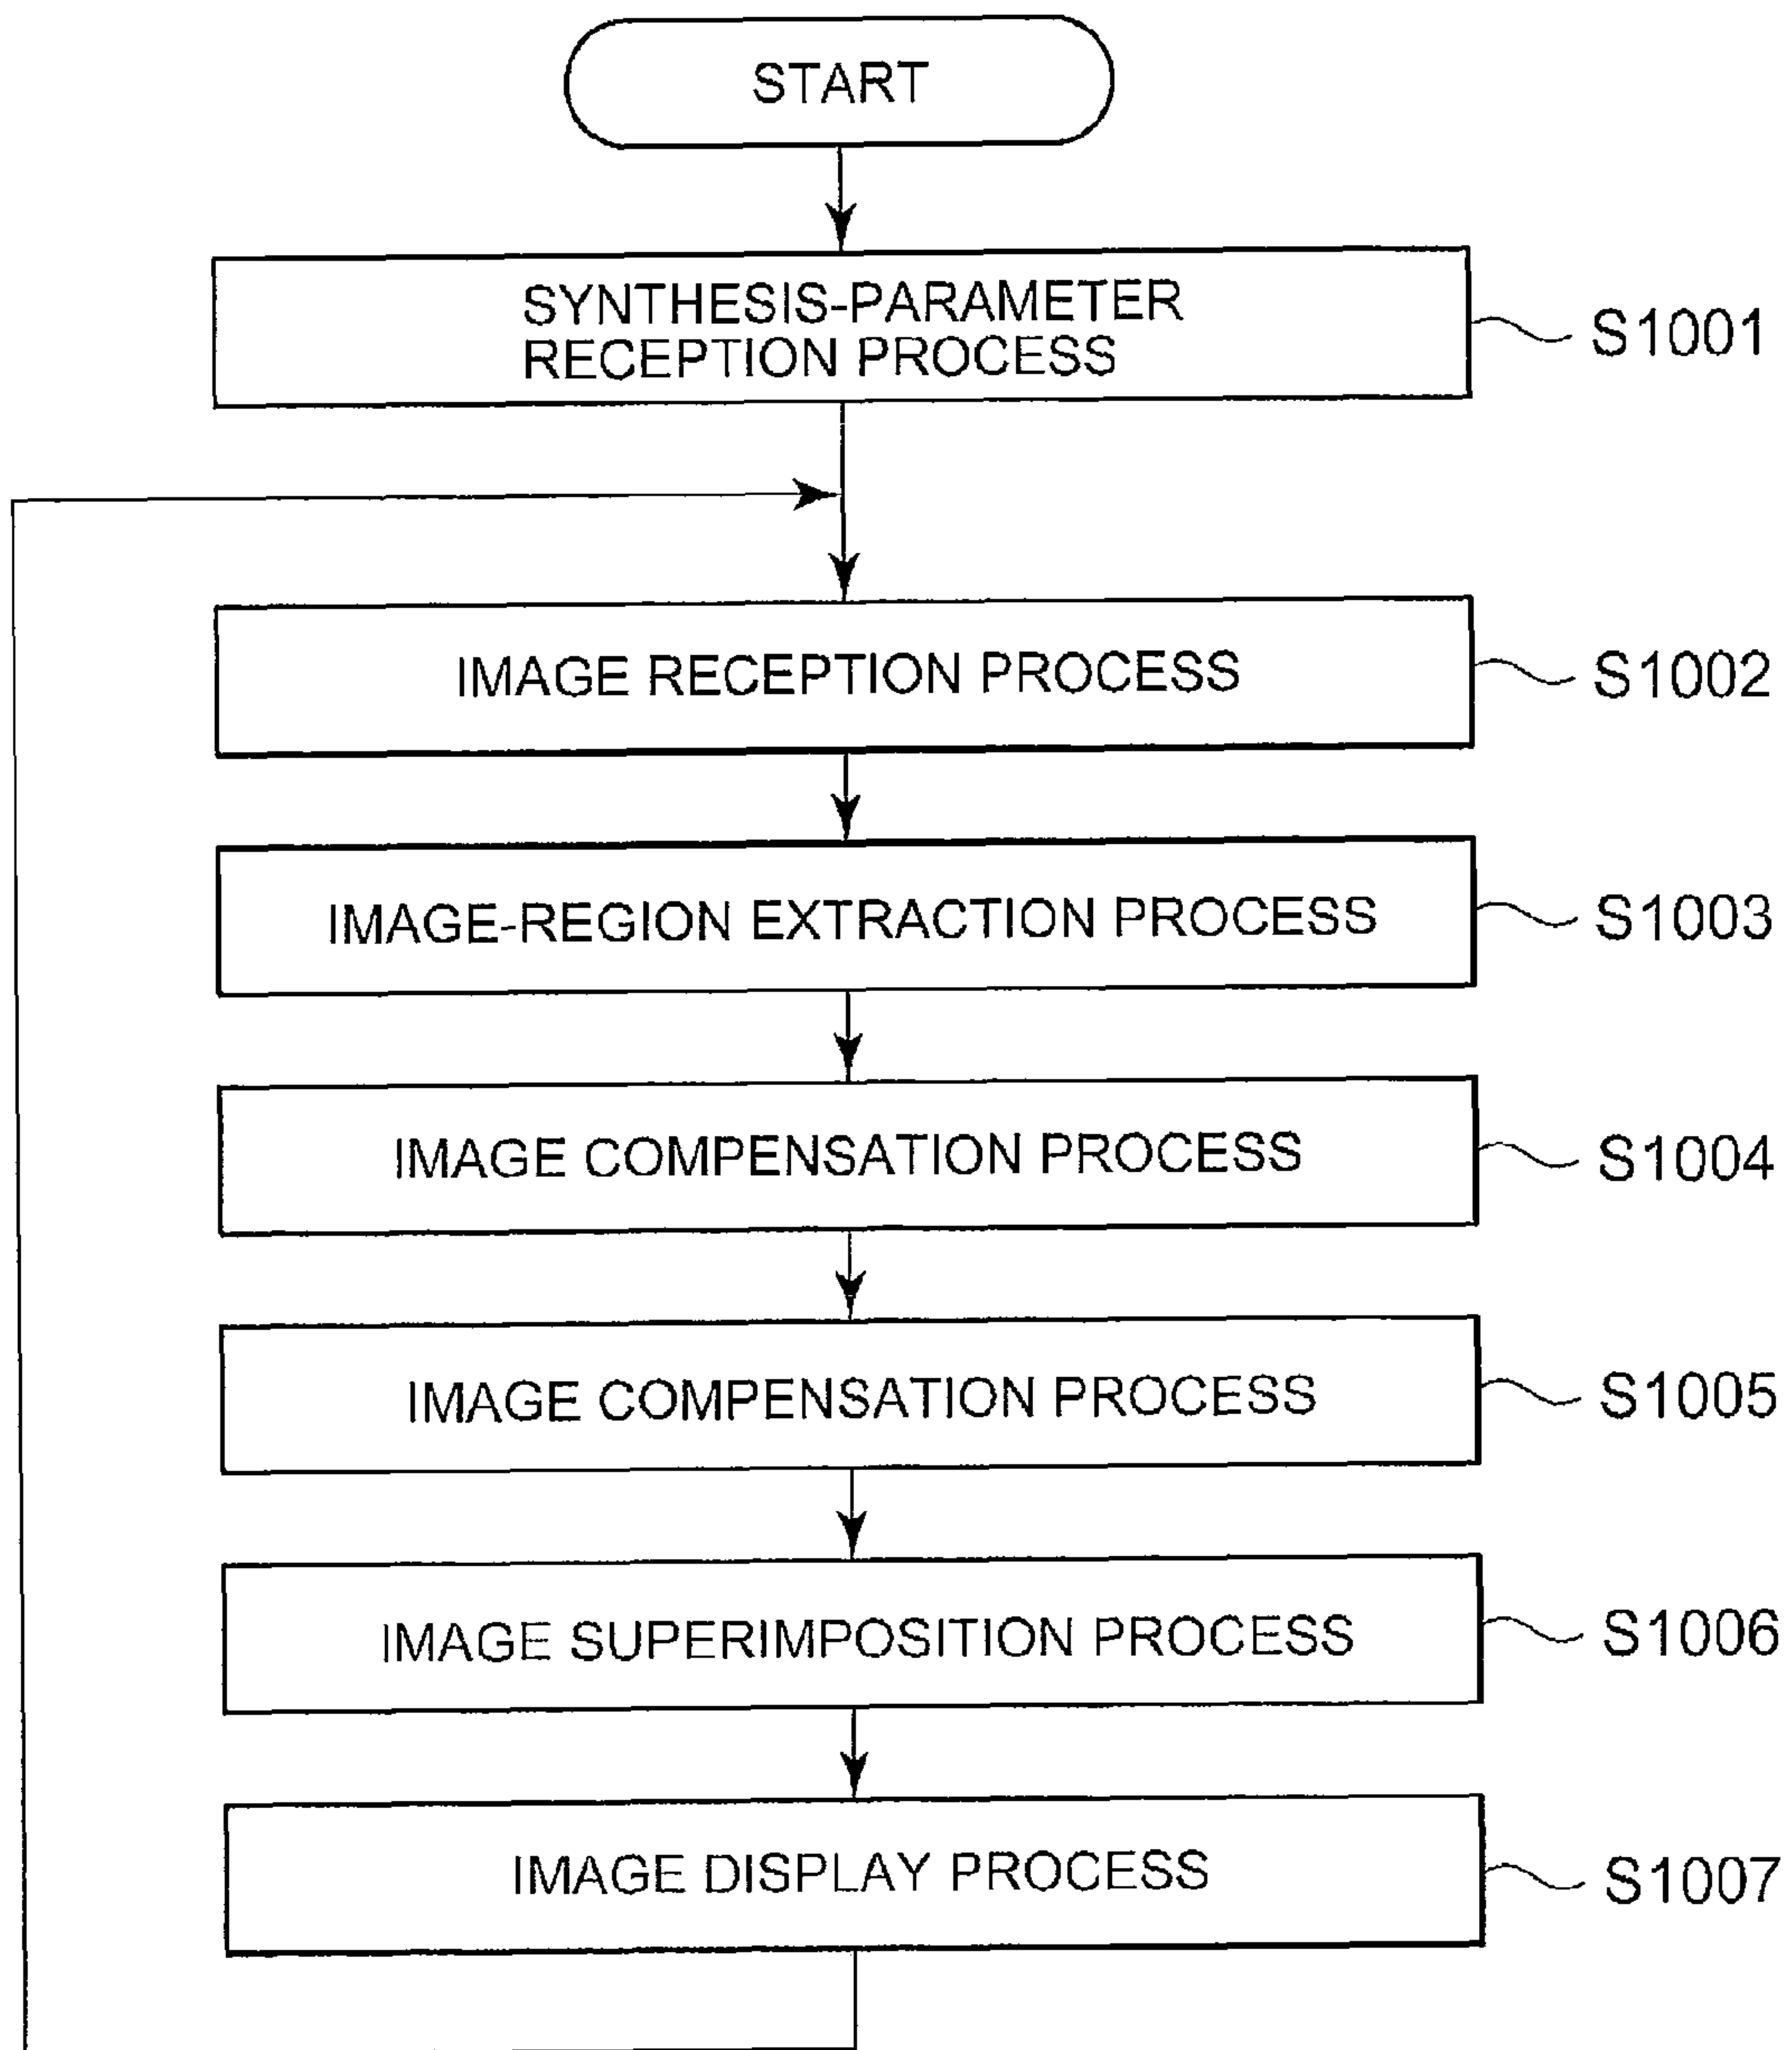 START
SYNTHESIS-PARAMETER
RECEPTION PROCESS
S1001
IMAGE RECEPTION PROCESS
S1002
IMAGE-REGION EXTRACTION PROCESS
S1003
IMAGE COMPENSATION PROCESS
S1004
IMAGE COMPENSATION PROCESS
S1005
IMAGE SUPERIMPOSITION PROCESS
S1006
IMAGE DISPLAY PROCESS
S1007